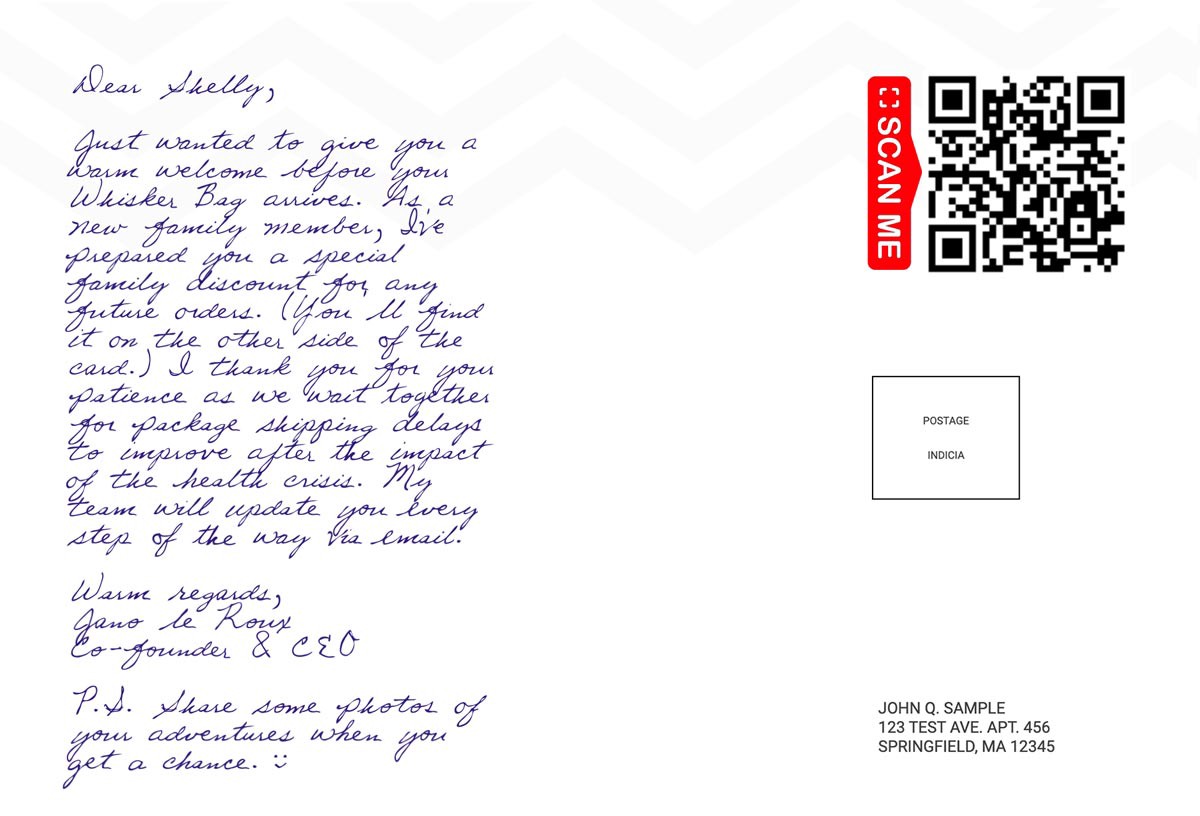 Dear Shelly,
Just wanted to give you a
warm welcome before your
Whisker Bag arrives. As a
new family member, I've
prepared you a special
family discount for any
future orders. (You'll find
it on the other side of the
card.) I thank you for your
patience as we wait together
for package shipping delays
to improve after the impact
of the health crisis. My
team will update you every
step of the way via email.
Warm regards,
Jano le Roux
Co-founder & CEO
P.S. Share some photos of
your adventures when you
get a chance. :)
SCAN ME
POSTAGE
INDICIA
JOHN Q. SAMPLE
123 TEST AVE. APT. 456
SPRINGFIELD, MA 12345